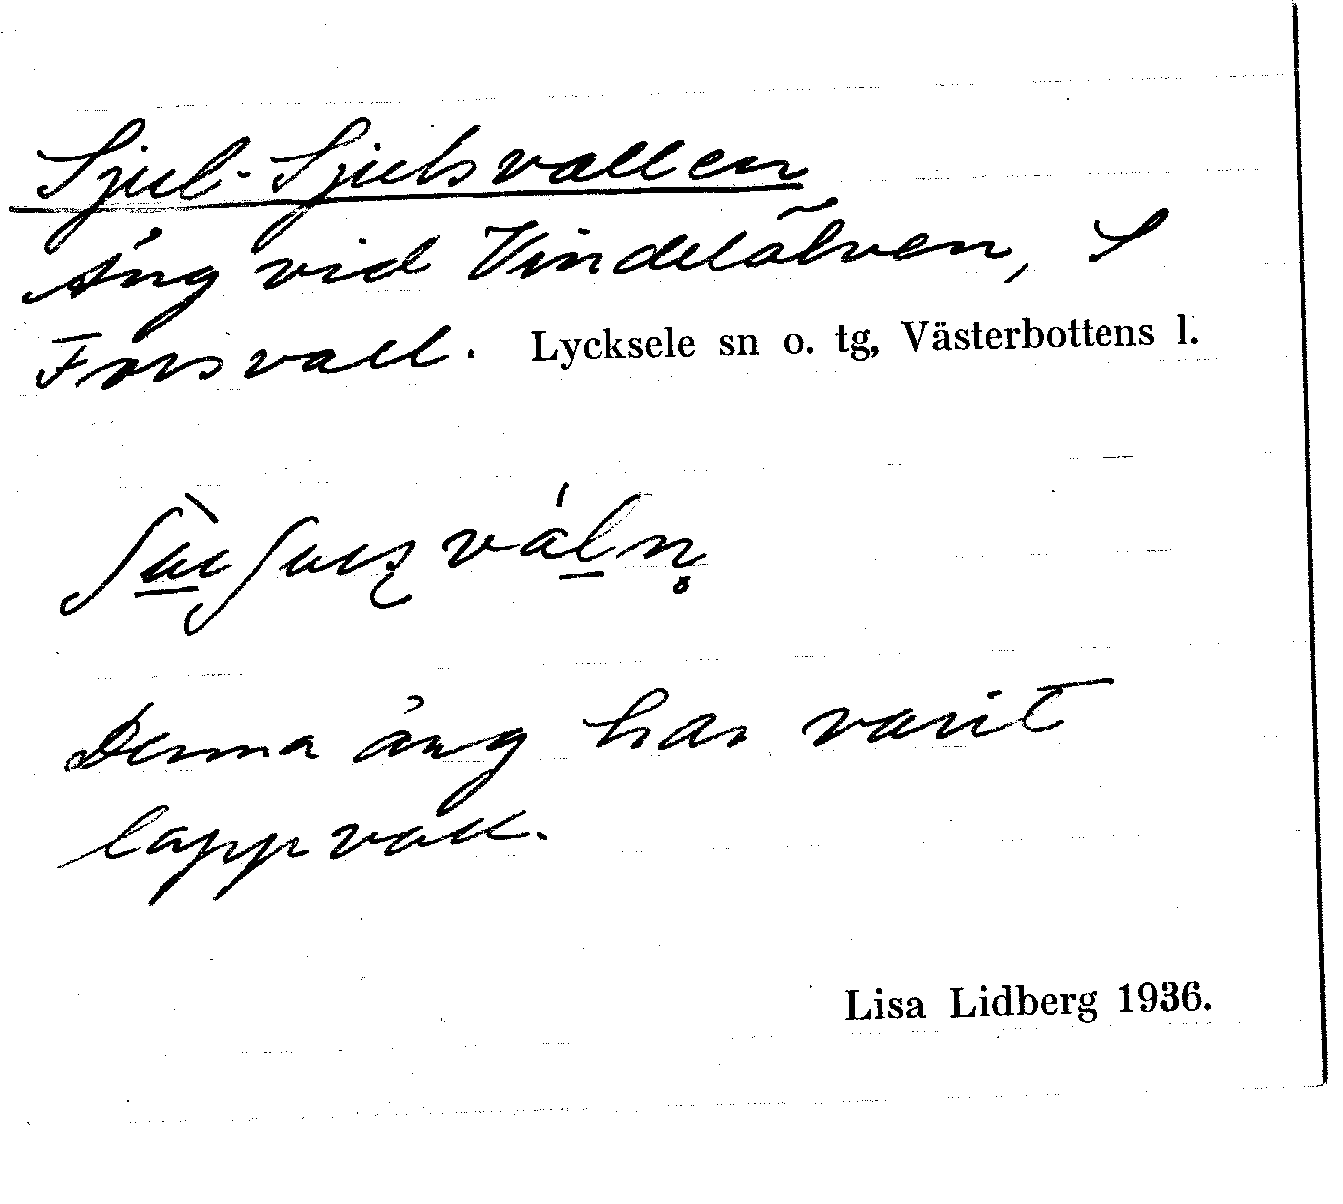 Sjul-Sjulsvallen
Äng vid Vindelälven, S
Forsvall. Lycksele sn o. tg, Västerbottens l.
Denna äng har varit
lappvall.
Lisa Lidberg 1936.